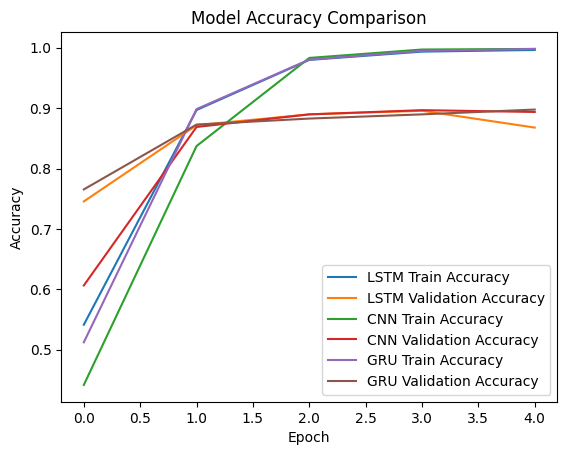 Model Accuracy Comparison
1.0
0.9
0.8
0.7
0.6
0.5
Accuracy
LSTM Train Accuracy
LSTM Validation Accuracy
CNN Train Accuracy
CNN Validation Accuracy
GRU Train Accuracy
GRU Validation Accuracy
0.0 0.5 1.0 1.5 2.0 2.5 3.0 3.5 4.0
Epoch